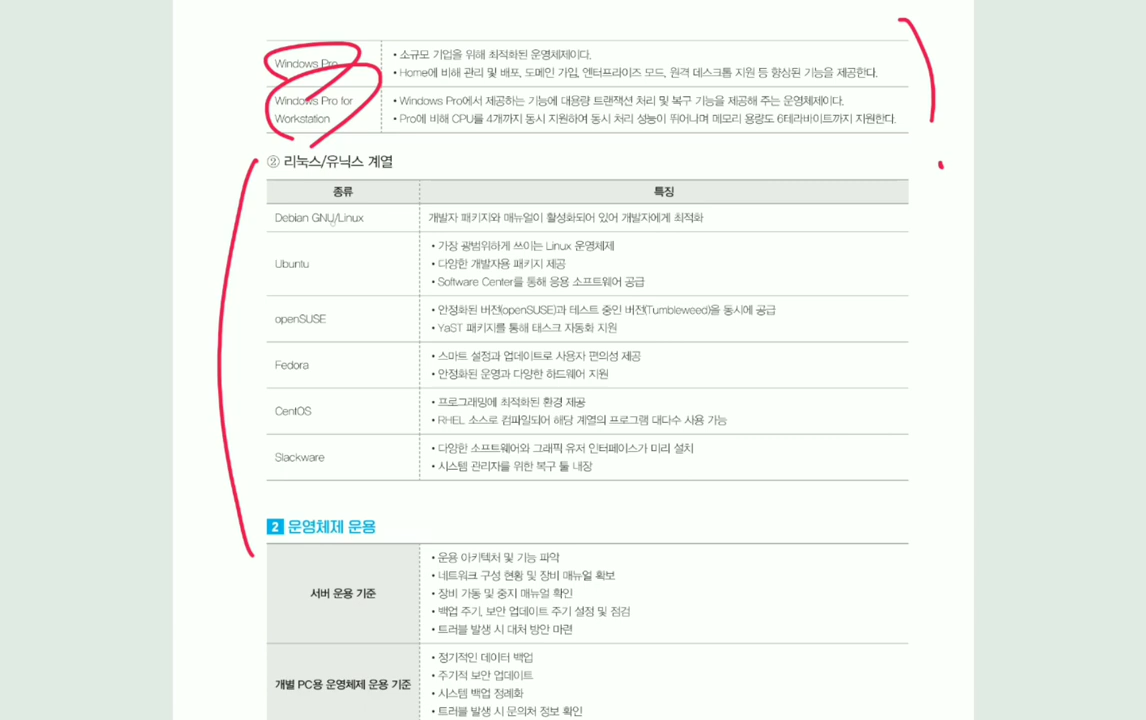 Windows Pro
• 소규모 기업을 위해 최적화된 운영체제이다.
• Home에 비해 관리 및 배포, 도메인 가입, 엔터프라이즈 모드, 원격 데스크톱 지원 등 향상된 기능을 제공한다.
Windows Pro for
Workstation
• Windows Pro에서 제공하는 기능에 대용량 트랜잭션 처리 및 복구 기능을 제공해 주는 운영체제이다.
• Pro에 비해 CPU를 4개까지 동시 지원하여 동시 처리 성능이 뛰어나며 메모리 용량도 6테라바이트까지 지원한다.
② 리눅스/유닉스 계열
종류 특징
Debian GNU/Linux 개발자 패키지와 매뉴얼이 활성화되어 있어 개발자에게 최적화
Ubuntu
• 가장 광범위하게 쓰이는 Linux 운영체제
• 다양한 개발자용 패키지 제공
• Software Center를 통해 응용 소프트웨어 공급
openSUSE
• 안정화된 버전(openSUSE)과 테스트 중인 버전(Tumbleweed)을 동시에 공급
• YaST 패키지를 통해 태스크 자동화 지원
Fedora
• 스마트 설정과 업데이트로 사용자 편의성 제공
• 안정화된 운영과 다양한 하드웨어 지원
CentOS
• 프로그래밍에 최적화된 환경 제공
• RHEL 소스로 컴파일되어 해당 계열의 프로그램 대다수 사용 가능
Slackware
• 다양한 소프트웨어와 그래픽 유저 인터페이스가 미리 설치
• 시스템 관리자를 위한 복구 툴 내장
2 운영체제 운용
서버 운용 기준
• 운용 아키텍처 및 기능 파악
• 네트워크 구성 현황 및 장비 매뉴얼 확보
• 장비 가동 및 중지 매뉴얼 확인
• 백업 주기, 보안 업데이트 주기 설정 및 점검
• 트러블 발생 시 대처 방안 마련
개별 PC용 운영체제 운용 기준
• 정기적인 데이터 백업
• 주기적 보안 업데이트
• 시스템 백업 정례화
• 트러블 발생 시 문의처 정보 확인